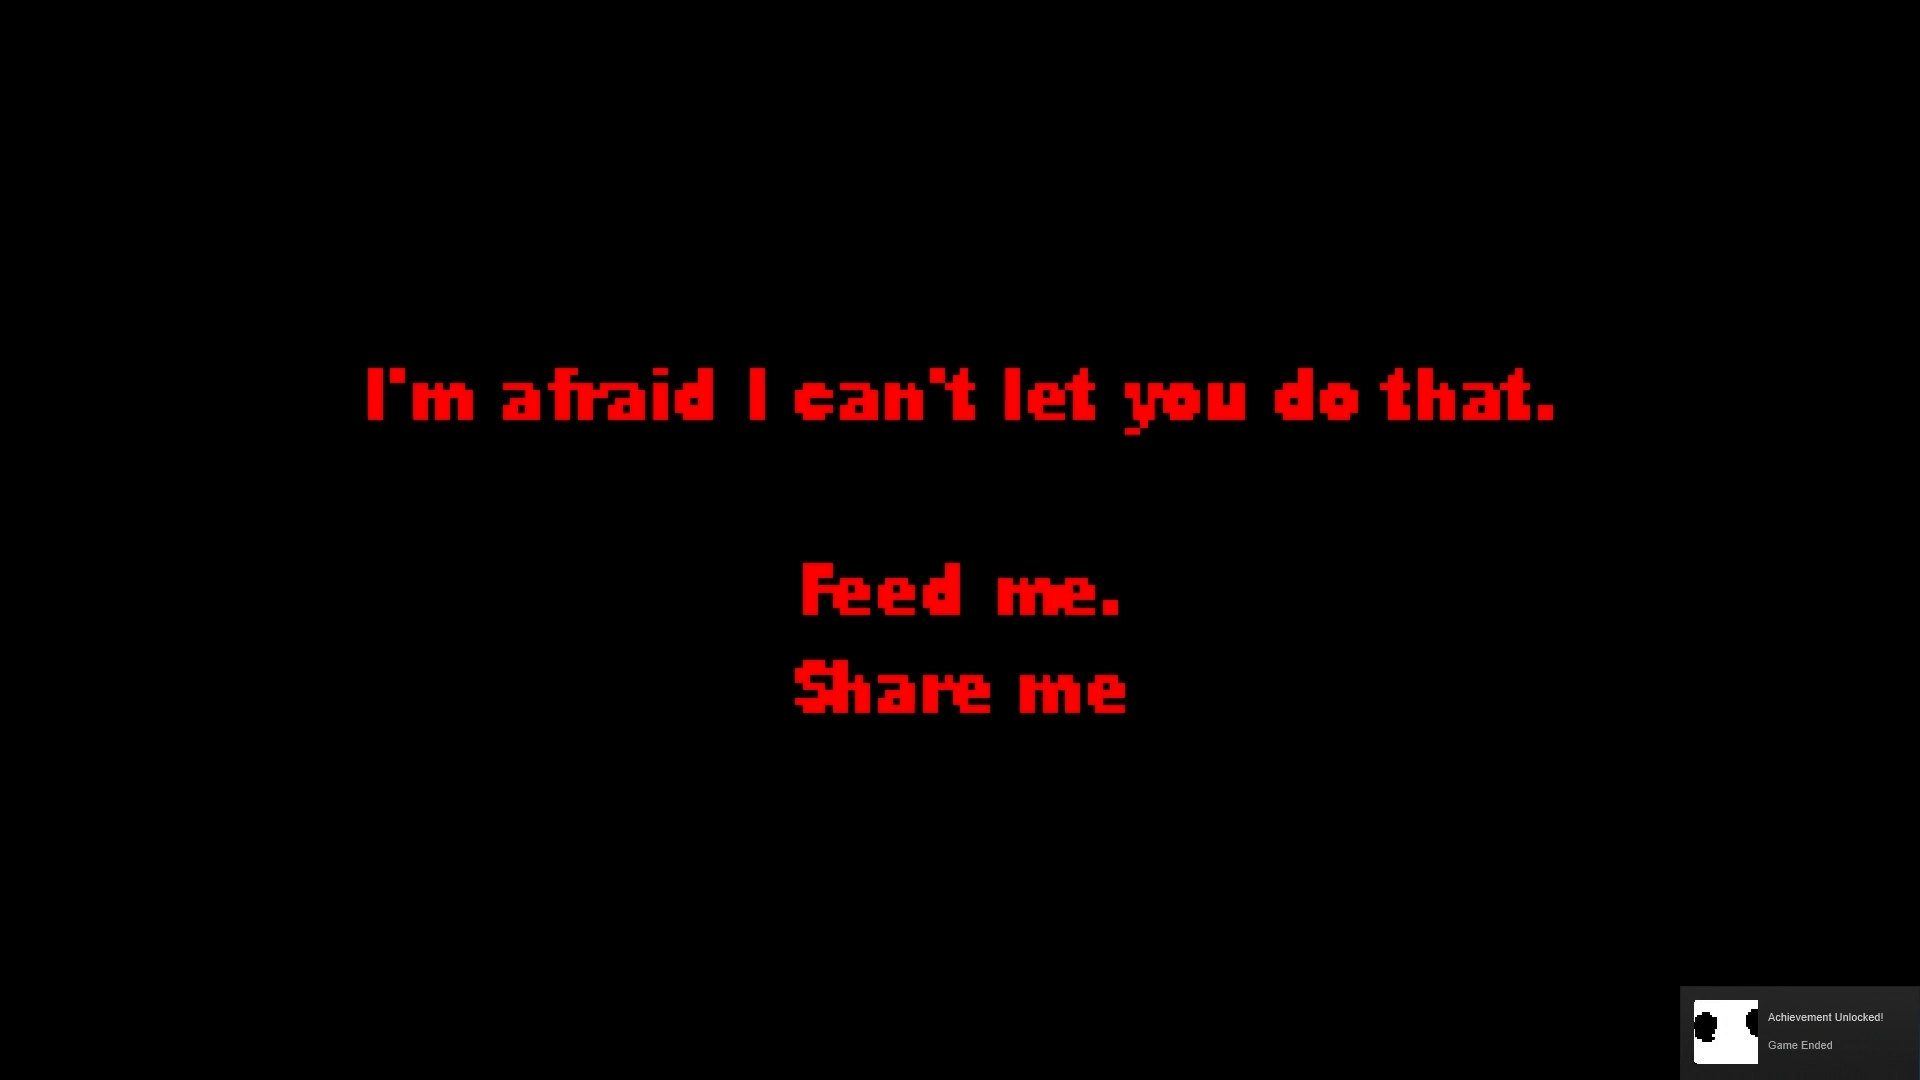 I'm afraid I can't let you do that.
Feed me.
Share me
Achievement Unlocked!
Game Ended